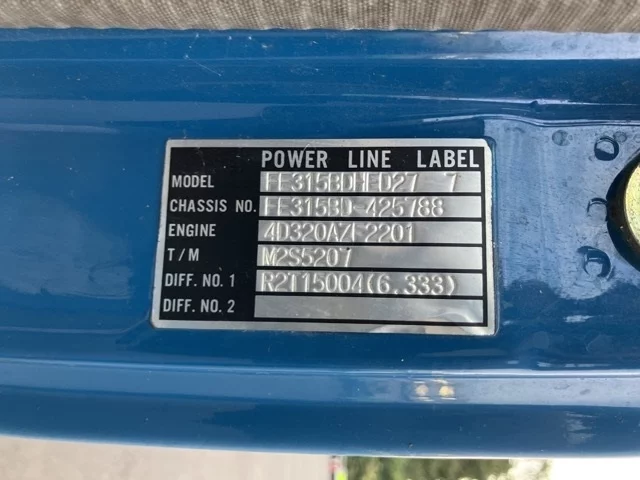 POWER LINE LABEL
MODEL FE315BDHED27 7
CHASSIS NO. FE315BD-425788
ENGINE 4D320AZF2201
T/M M2S5207
DIFF. NO. 1 R2T15004(6.333)
DIFF. NO. 2